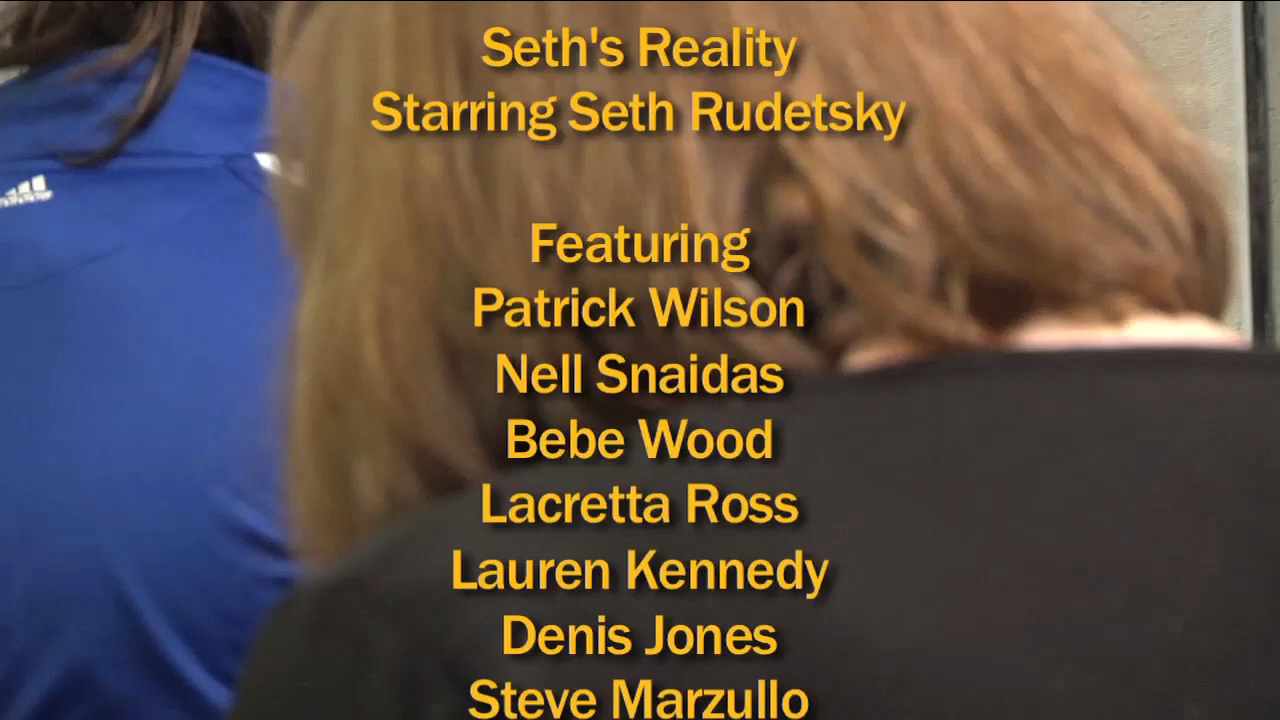 Seth's Reality
Starring Seth Rudetsky
Featuring
Patrick Wilson
Nell Snaidas
Bebe Wood
Lacretta Ross
Lauren Kennedy
Denis Jones
Steve Marzullo